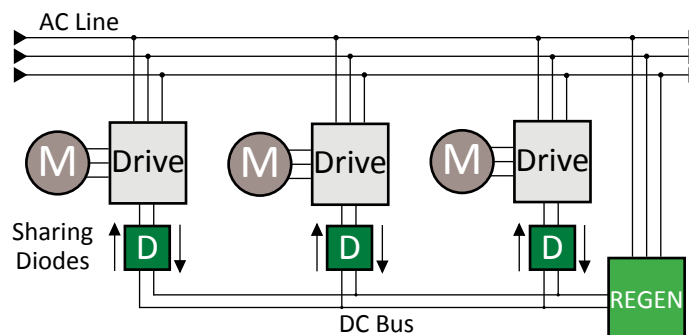 AC Line
M Drive M Drive M Drive
Sharing
Diodes
D D D
REGEN
DC Bus